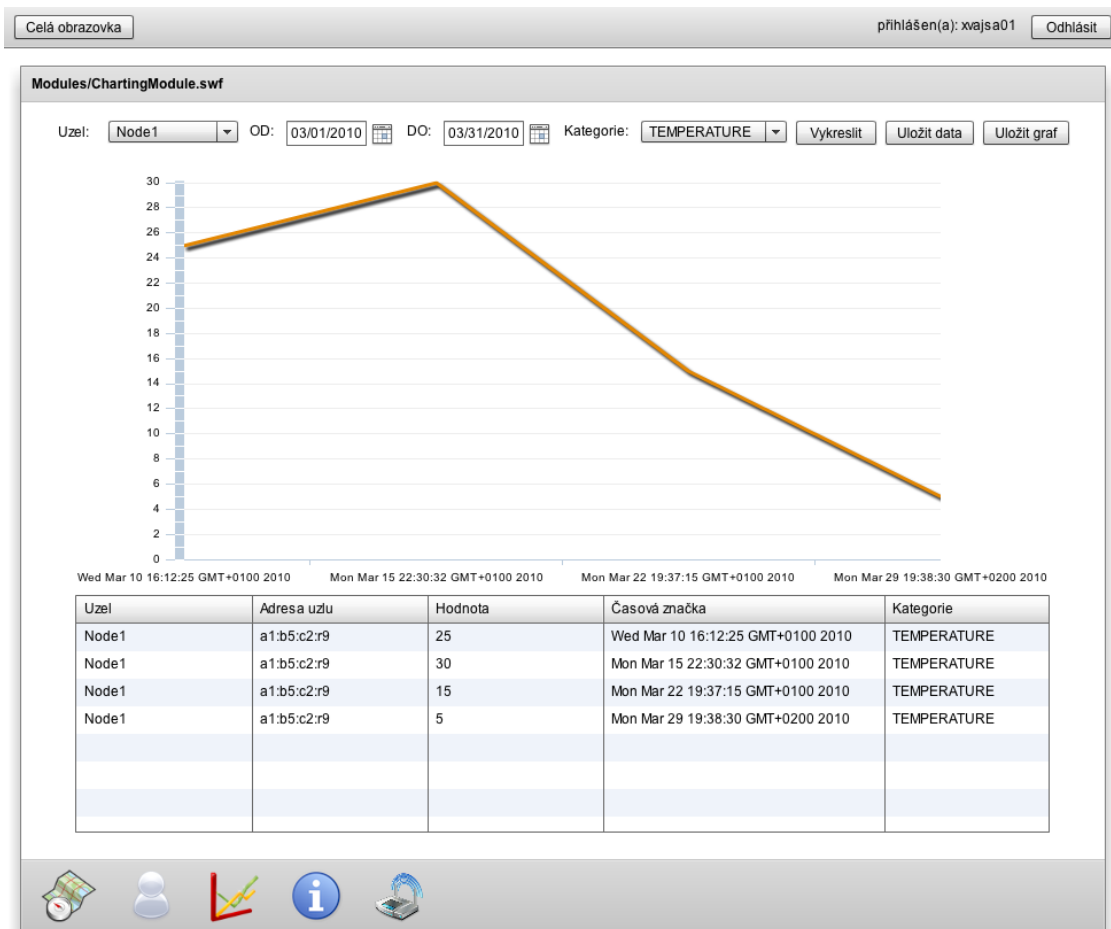 Celá obrazovka přihlášen(a): xvajsa01 Odhlásit
Modules/ChartingModule.swf
Uzel: Node1 OD: 03/01/2010 DO: 03/31/2010 Kategorie: TEMPERATURE Vykreslit Uložit data Uložit graf
30
28
26
24
22
20
18
16
14
12
10
8
6
4
2
0
Wed Mar 10 16:12:25 GMT+0100 2010 Mon Mar 15 22:30:32 GMT+0100 2010 Mon Mar 22 19:37:15 GMT+0100 2010 Mon Mar 29 19:38:30 GMT+0200 2010
Uzel Adresa uzlu Hodnota Časová značka Kategorie
Node1 a1:b5:c2:r9 25 Wed Mar 10 16:12:25 GMT+0100 2010 TEMPERATURE
Node1 a1:b5:c2:r9 30 Mon Mar 15 22:30:32 GMT+0100 2010 TEMPERATURE
Node1 a1:b5:c2:r9 15 Mon Mar 22 19:37:15 GMT+0100 2010 TEMPERATURE
Node1 a1:b5:c2:r9 5 Mon Mar 29 19:38:30 GMT+0200 2010 TEMPERATURE